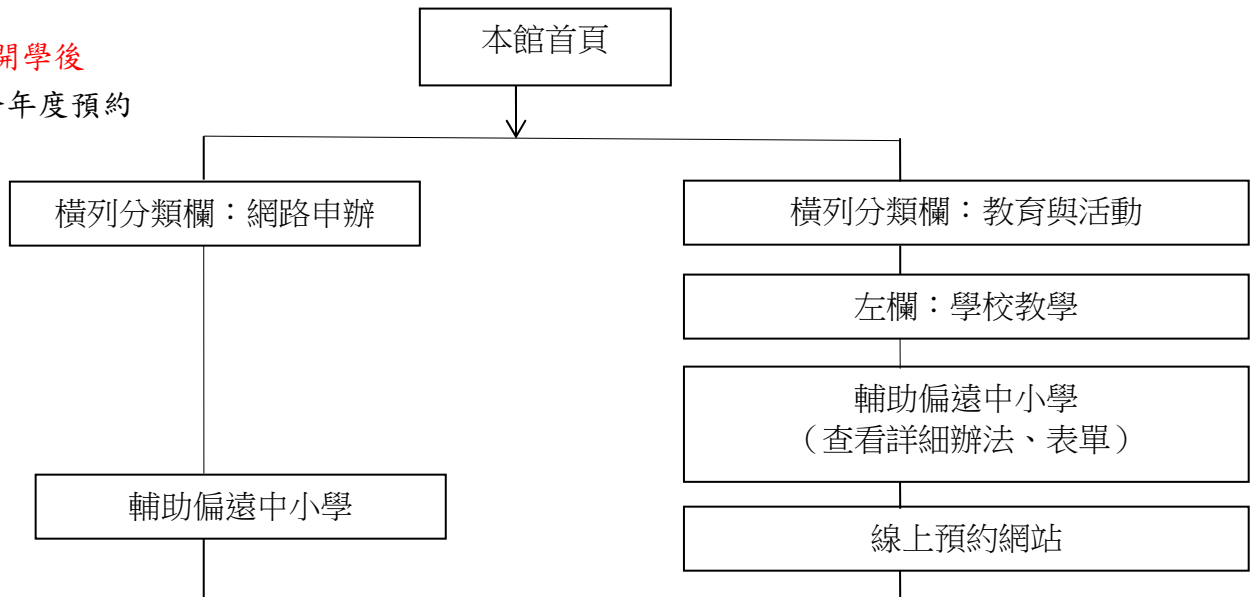 本館首頁
開學後
年度預約
橫列分類欄：網路申辦
橫列分類欄：教育與活動
左欄：學校教學
輔助偏遠中小學
（查看詳細辦法、表單）
輔助偏遠中小學
線上預約網站